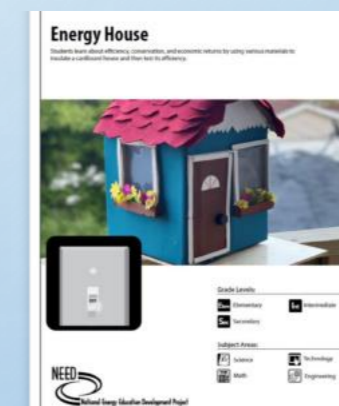 Energy House
Students learn about efficiency, conservation, and economic returns by using various materials to
insulate a cardboard house and then test its efficiency.
Grade Levels:
Elementary
Intermediate
Secondary
Subject Areas:
Science
Technology
Math
Engineering
NEED
National Energy Education Development Project